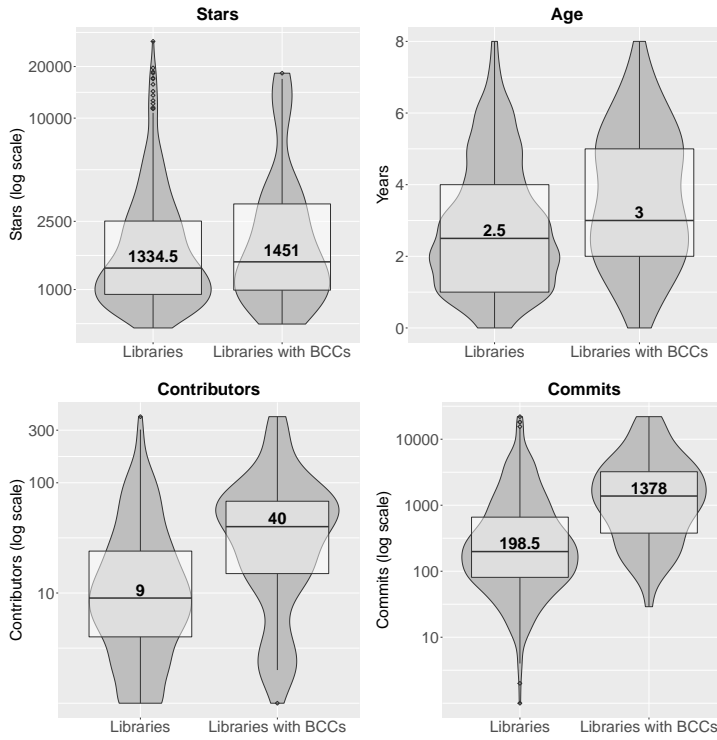 Stars
Stars (log scale)
20000
10000
2500
1000
1334.5
1451
Libraries
Libraries with BCCs
Age
Years
8
6
4
2
0
2.5
3
Libraries
Libraries with BCCs
Contributors
Contributors (log scale)
300
100
10
9
40
Libraries
Libraries with BCCs
Commits
Commits (log scale)
10000
1000
100
10
198.5
1378
Libraries
Libraries with BCCs